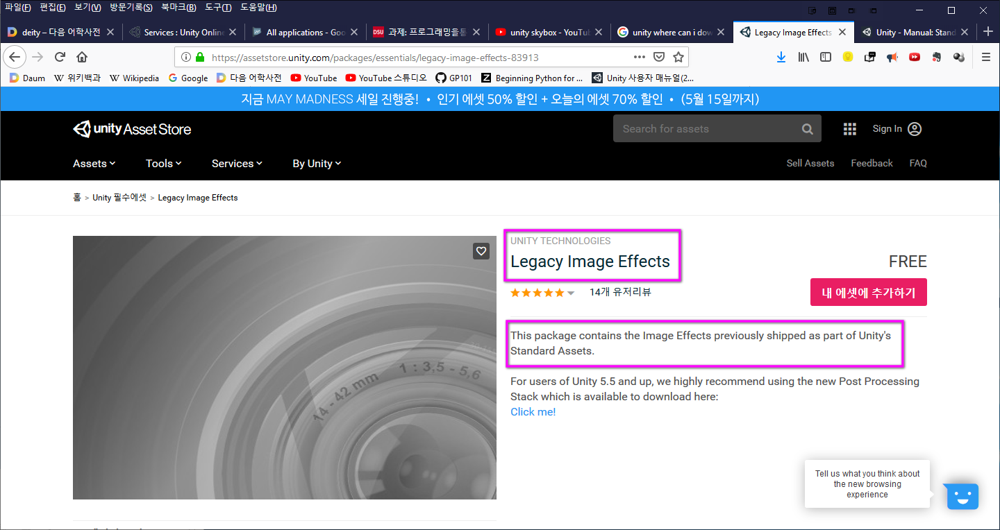 파일(F) 편집(E) 보기(V) 방문기록(S) 북마크(B) 도구(T) 도움말(H)
deity – 다음 어학사전
Services : Unity Online
All applications - Goo
DSU 과제: 프로그래밍을통
unity skybox - YouTub
unity where can i dow
Legacy Image Effects
Unity - Manual: Stand
https://assetstore.unity.com/packages/essentials/legacy-image-effects-83913
Daum 위키백과 Wikipedia Google 다음 어학사전 YouTube YouTube 스튜디오 GP101 Beginning Python for ... Unity 사용자 매뉴얼(2...
지금 MAY MADNESS 세일 진행중! • 인기 에셋 50% 할인 + 오늘의 에셋 70% 할인 • (5월 15일까지)
unity Asset Store
Search for assets
Sign In
Assets Tools Services By Unity
Sell Assets Feedback FAQ
홈 > Unity 필수에셋 > Legacy Image Effects
UNITY TECHNOLOGIES
Legacy Image Effects
FREE
14개 유저리뷰
내 에셋에 추가하기
This package contains the Image Effects previously shipped as part of Unity's
Standard Assets.
For users of Unity 5.5 and up, we highly recommend using the new Post Processing
Stack which is available to download here:
Click me!
14 - 42 mm 1 : 3,5 - 5,6
Tell us what you think about
the new browsing
experience